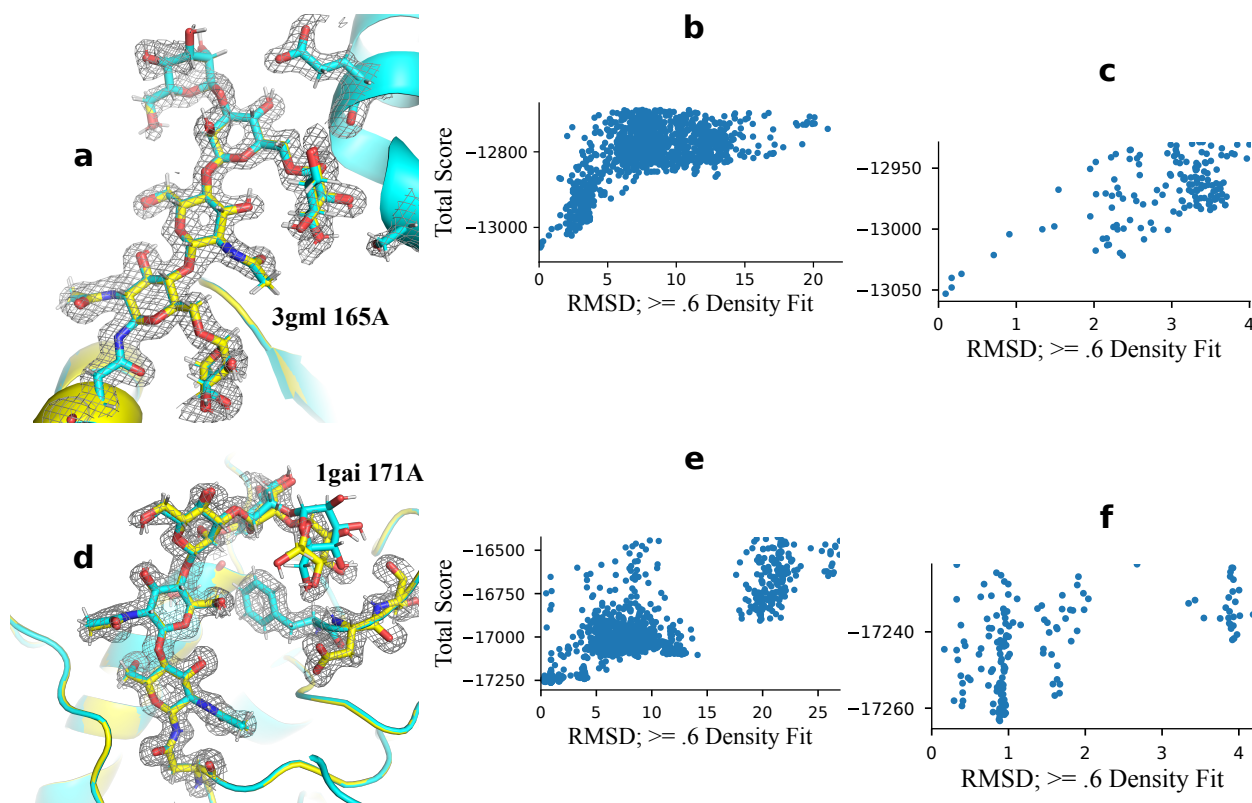 a
3gml 165A
b
Total Score
−12800
−13000
0 5 10 15 20
RMSD; >= .6 Density Fit
c
−12950
−13000
−13050
0 1 2 3 4
RMSD; >= .6 Density Fit
d
1gai 171A
e
Total Score
−16500
−16750
−17000
−17250
0 5 10 15 20 25
RMSD; >= .6 Density Fit
f
−17240
−17260
0 1 2 3 4
RMSD; >= .6 Density Fit